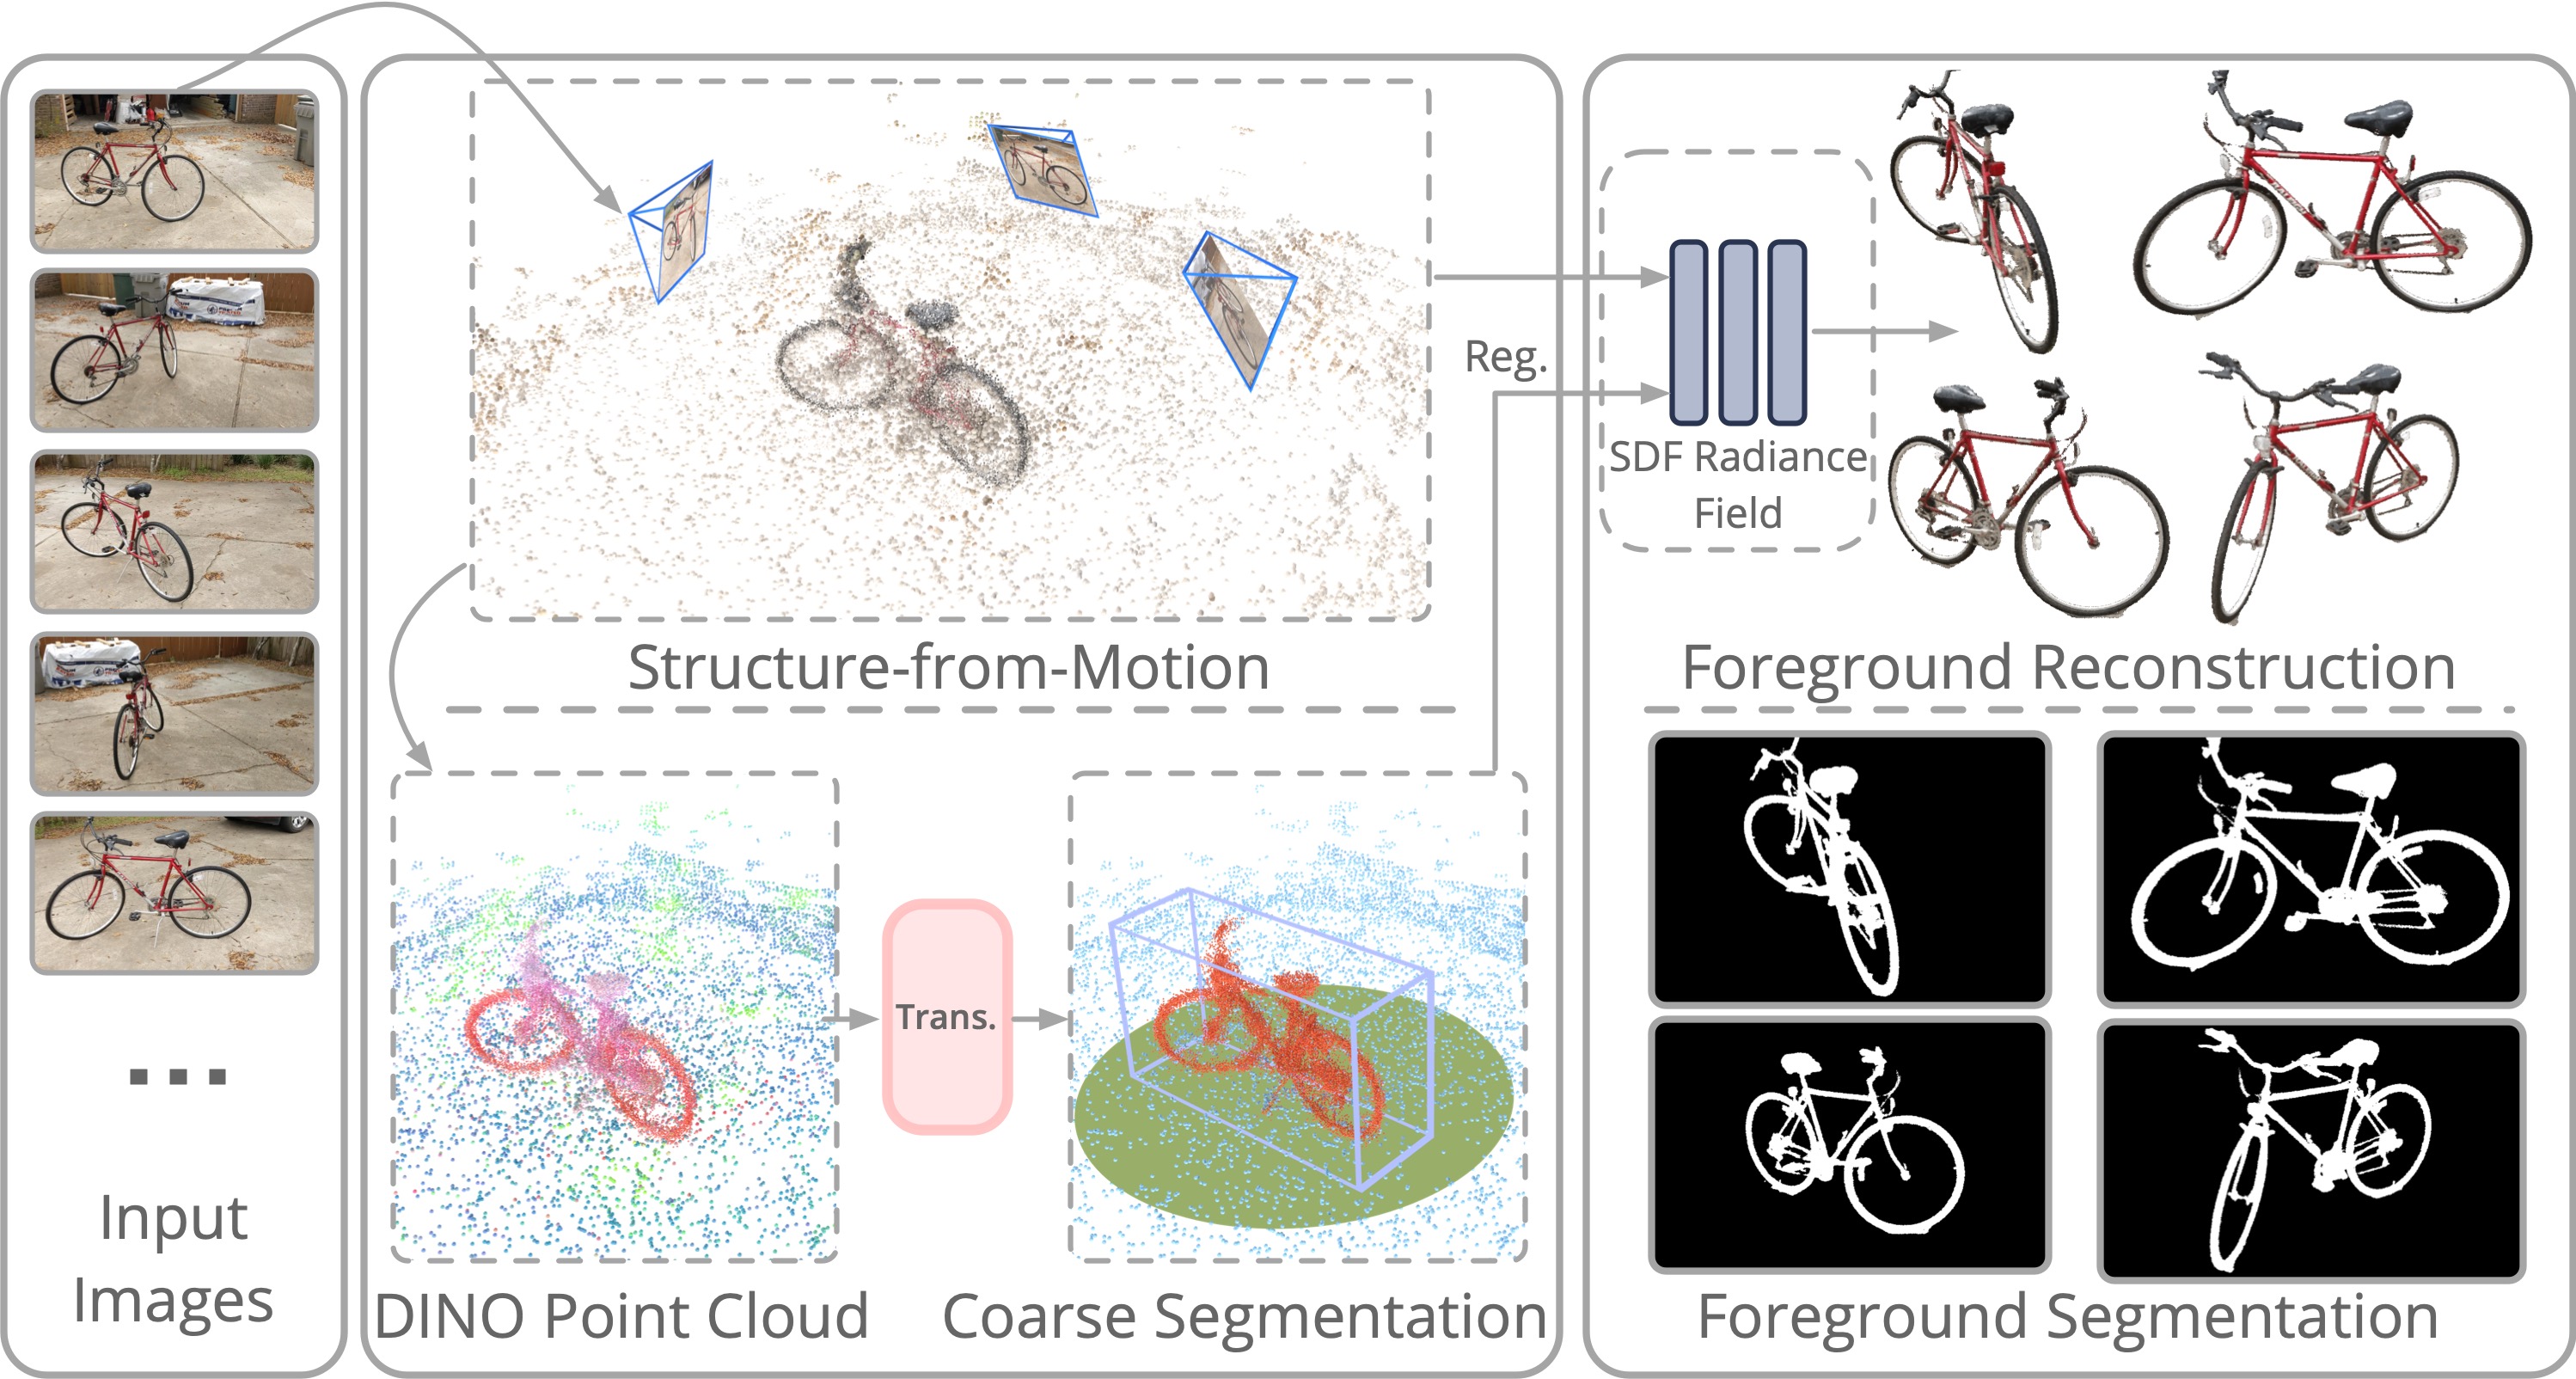 Input
Images
Structure-from-Motion
DINO Point Cloud
Trans.
Coarse Segmentation
Reg.
SDF Radiance
Field
Foreground Reconstruction
Foreground Segmentation